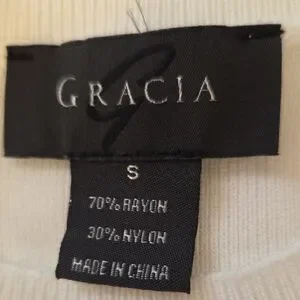 GRACIA
S
70% RAYON
30% NYLON
MADE IN CHINA